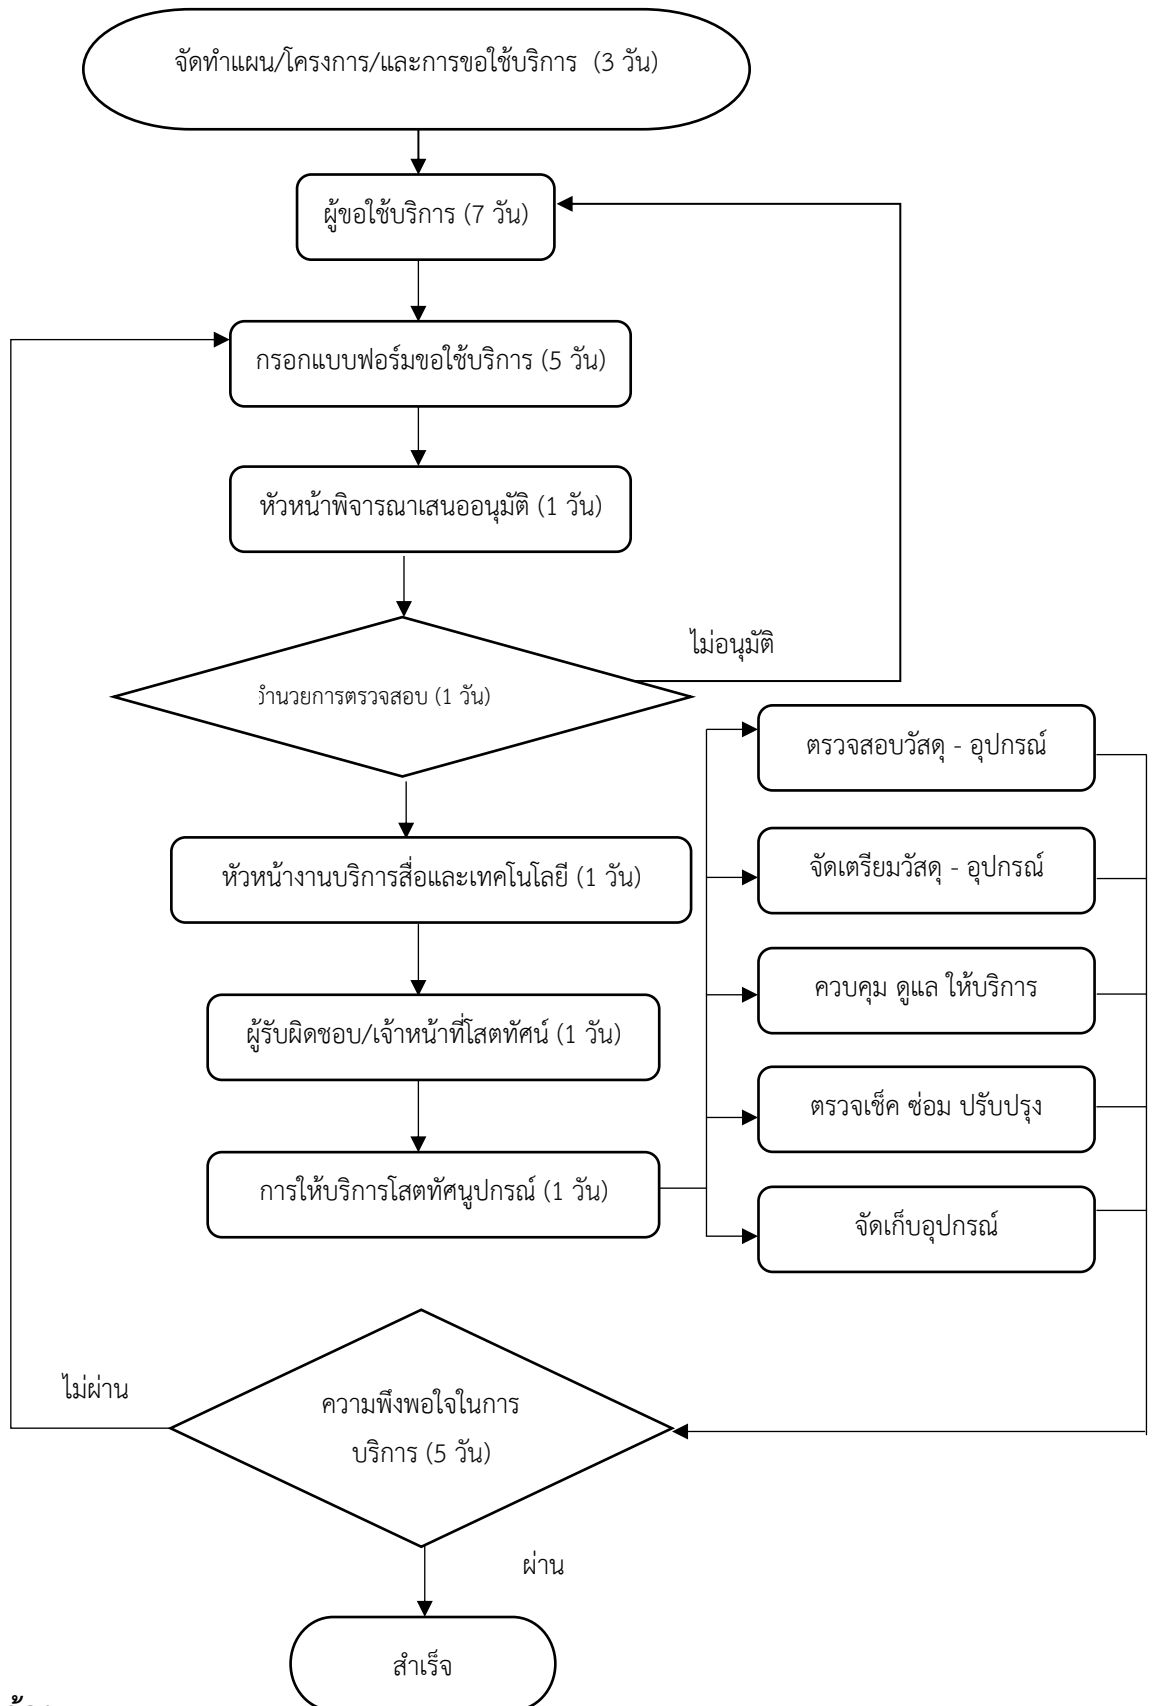 จัดทำแผน/โครงการ/และการขอใช้บริการ (3 วัน)
ผู้ขอใช้บริการ (7 วัน)
กรอกแบบฟอร์มขอใช้บริการ (5 วัน)
หัวหน้าพิจารณาเสนออนุมัติ (1 วัน)
ไม่อนุมัติ
อำนวยการตรวจสอบ (1 วัน)
ตรวจสอบวัสดุ - อุปกรณ์
จัดเตรียมวัสดุ - อุปกรณ์
ควบคุม ดูแล ให้บริการ
ตรวจเช็ค ซ่อม ปรับปรุง
จัดเก็บอุปกรณ์
หัวหน้างานบริการสื่อและเทคโนโลยี (1 วัน)
ผู้รับผิดชอบ/เจ้าหน้าที่โสตทัศน์ (1 วัน)
การให้บริการโสตทัศนูปกรณ์ (1 วัน)
ไม่ผ่าน
ความพึงพอใจในการ
บริการ (5 วัน)
ผ่าน
สำเร็จ